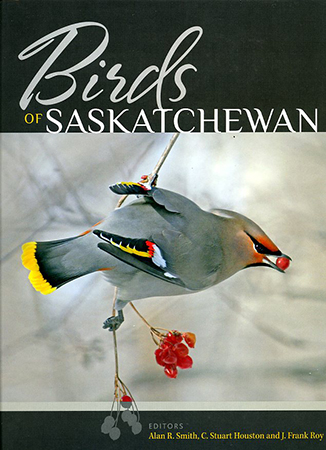 Birds
OF SASKATCHEWAN
EDITORS
Alan R. Smith, C. Stuart Houston and J. Frank Roy